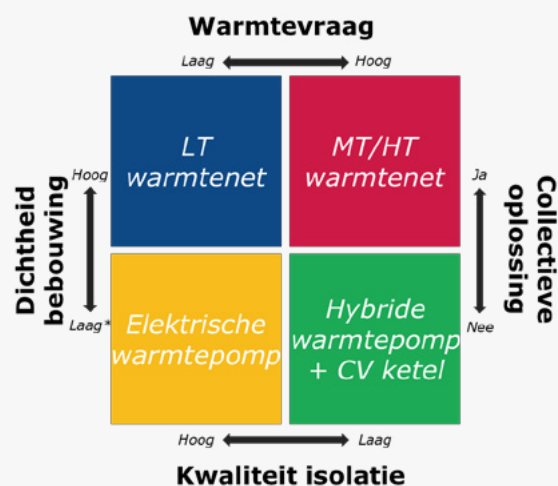 Warmtevraag
Laag Hoog
LT
warmtenet
MT/HT
warmtenet
Hoog
Laag*
Dichtheid
bebouwing
Ja
Nee
Collectieve
oplossing
Elektrische
warmtepomp
Hybride
warmtepomp
+ CV ketel
Hoog Laag
Kwaliteit isolatie